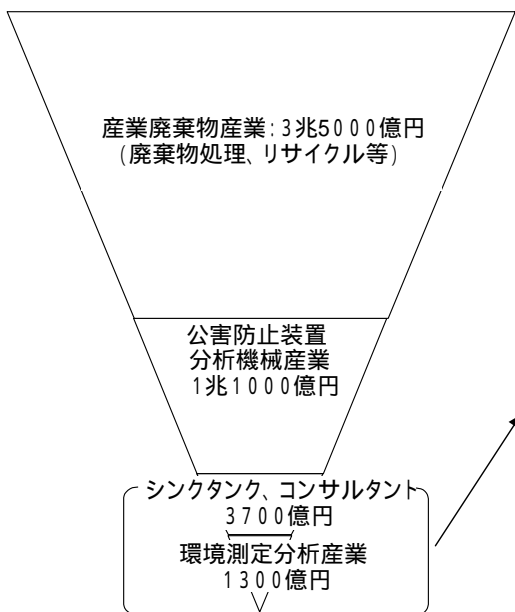 産業廃棄物産業:3兆5000億円
(廃棄物処理、リサイクル等)
公害防止装置
分析機械産業
1兆1000億円
シンクタンク、コンサルタント
3700億円
環境測定分析産業
1300億円